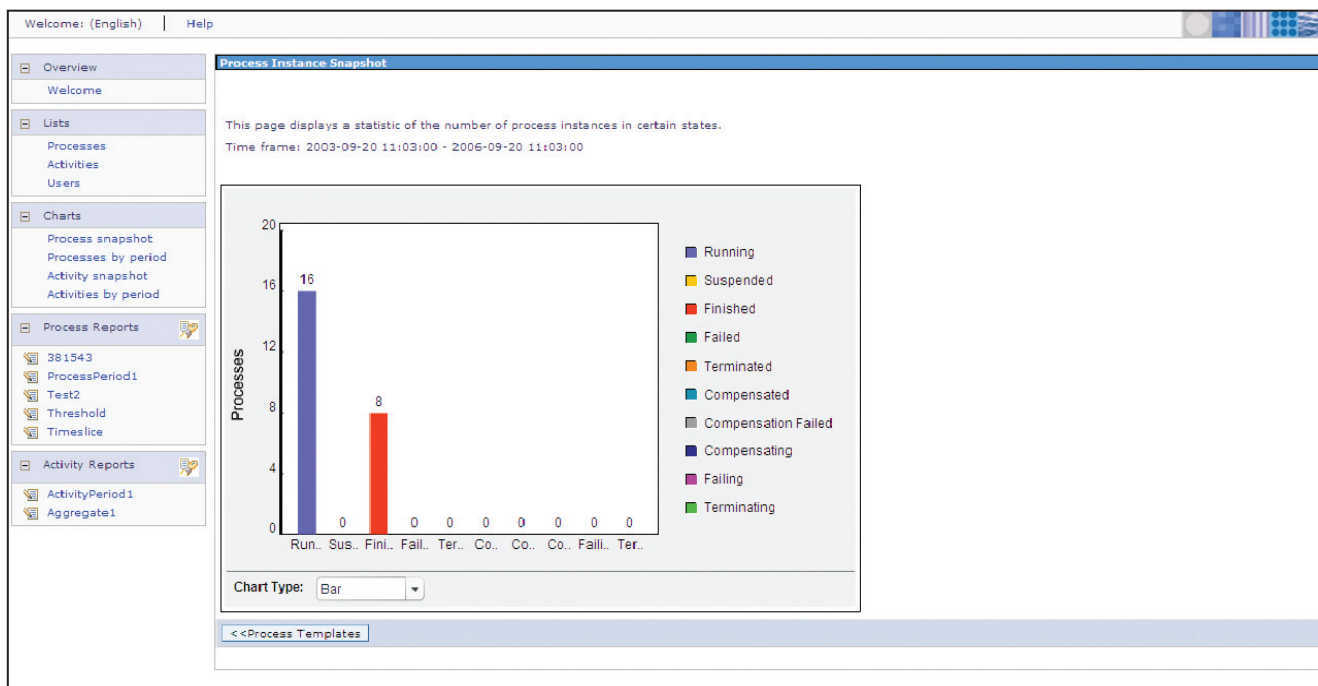 Welcome: (English)
Help
Overview
Welcome
Lists
Processes
Activities
Users
Charts
Process snapshot
Processes by period
Activity snapshot
Activities by period
Process Reports
381543
ProcessPeriod1
Test2
Threshold
Timeslice
Activity Reports
ActivityPeriod1
Aggregate1
Process Instance Snapshot
This page displays a statistic of the number of process instances in certain states.
Time frame: 2003-09-20 11:03:00 - 2006-09-20 11:03:00
Processes
20
16
12
8
4
0
16
0
8
0
0
0
0
0
0
0
Run.. Sus.. Fini.. Fail.. Ter.. Co.. Co.. Co.. Faili.. Ter..
Running
Suspended
Finished
Failed
Terminated
Compensated
Compensation Failed
Compensating
Failing
Terminating
Chart Type: Bar
<<Process Templates